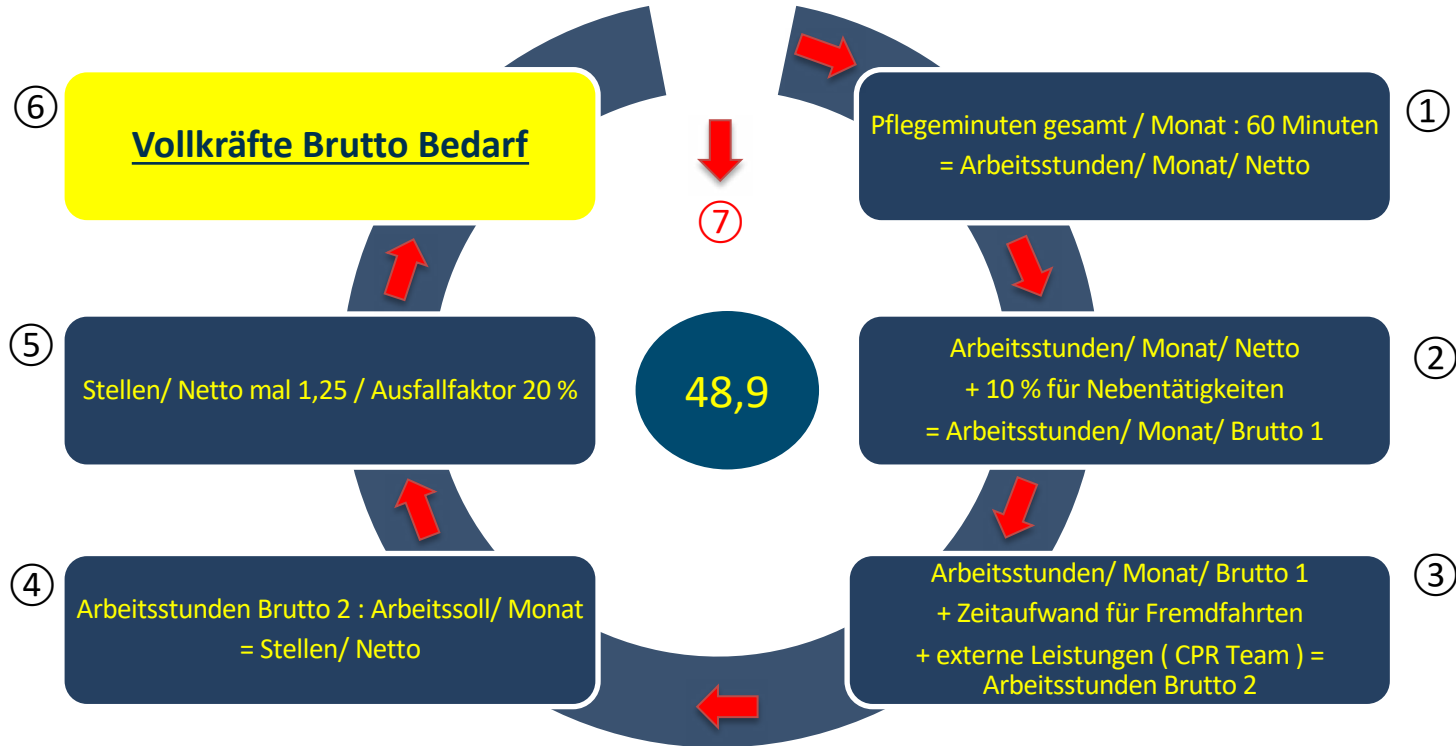 ①
Pflegeminuten gesamt / Monat : 60 Minuten
= Arbeitsstunden/ Monat/ Netto
②
Arbeitsstunden/ Monat/ Netto
+ 10 % für Nebentätigkeiten
= Arbeitsstunden/ Monat/ Brutto 1
③
Arbeitsstunden/ Monat/ Brutto 1
+ Zeitaufwand für Fremdfahrten
+ externe Leistungen ( CPR Team ) =
Arbeitsstunden Brutto 2
④
Arbeitsstunden Brutto 2 : Arbeitssoll/ Monat
= Stellen/ Netto
⑤
Stellen/ Netto mal 1,25 / Ausfallfaktor 20 %
⑥
Vollkräfte Brutto Bedarf
⑦
48,9